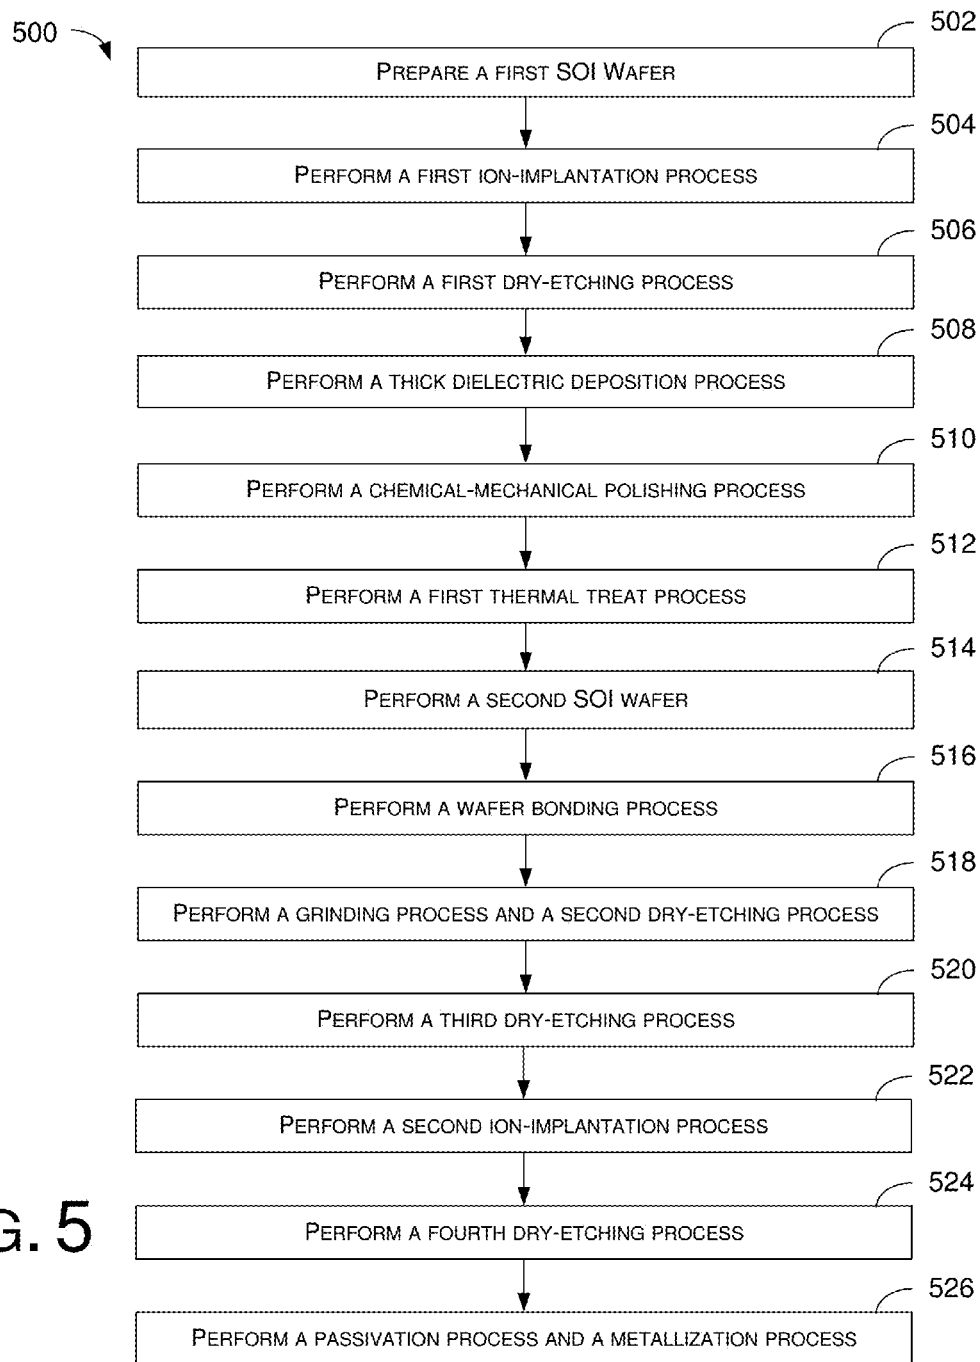 500
502
PREPARE A FIRST SOI WAFER
504
PERFORM A FIRST ION-IMPLANTATION PROCESS
506
PERFORM A FIRST DRY-ETCHING PROCESS
508
PERFORM A THICK DIELECTRIC DEPOSITION PROCESS
510
PERFORM A CHEMICAL-MECHANICAL POLISHING PROCESS
512
PERFORM A FIRST THERMAL TREAT PROCESS
514
PERFORM A SECOND SOI WAFER
516
PERFORM A WAFER BONDING PROCESS
518
PERFORM A GRINDING PROCESS AND A SECOND DRY-ETCHING PROCESS
520
PERFORM A THIRD DRY-ETCHING PROCESS
522
PERFORM A SECOND ION-IMPLANTATION PROCESS
524
PERFORM A FOURTH DRY-ETCHING PROCESS
G. 5
526
PERFORM A PASSIVATION PROCESS AND A METALLIZATION PROCESS